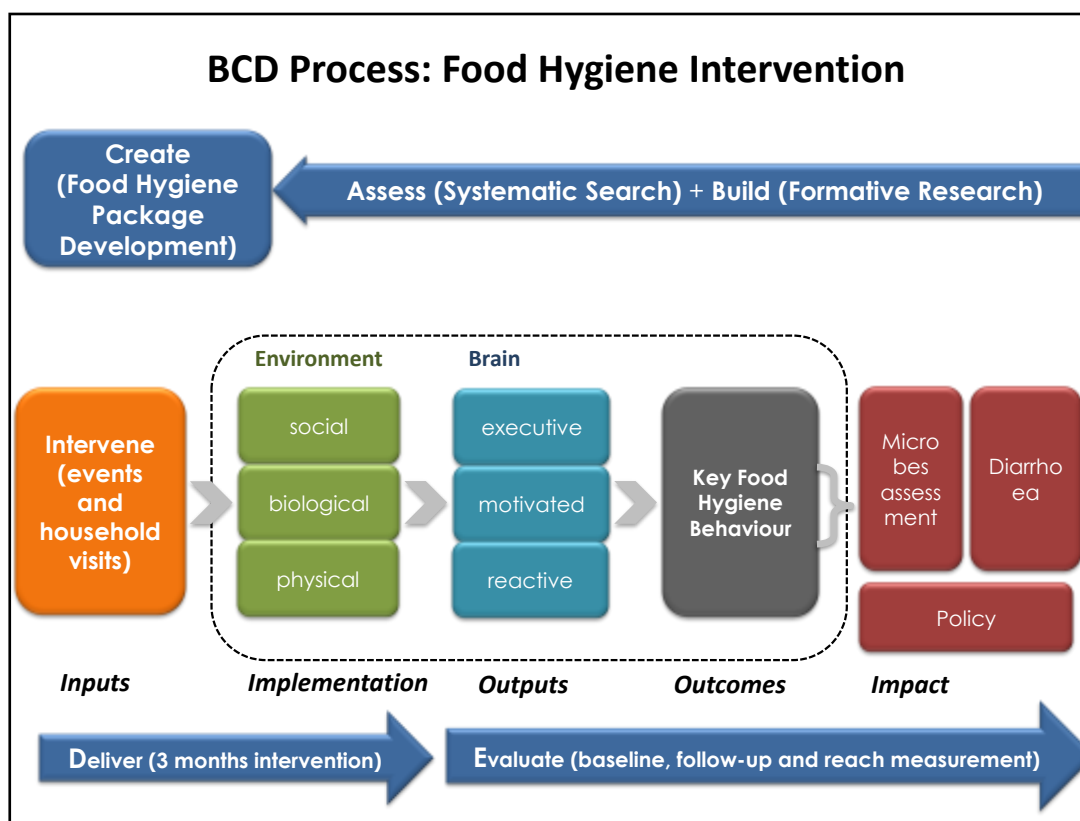 BCD Process: Food Hygiene Intervention
Create
(Food Hygiene
Package
Development)
Assess (Systematic Search) + Build (Formative Research)
Environment
Brain
Intervene
(events
and
household
visits)
social
biological
physical
executive
motivated
reactive
Key Food
Hygiene
Behaviour
Micro
bes
assess
ment
Diarrho
ea
Policy
Inputs
Implementation
Outputs
Outcomes
Impact
Deliver (3 months intervention)
Evaluate (baseline, follow-up and reach measurement)